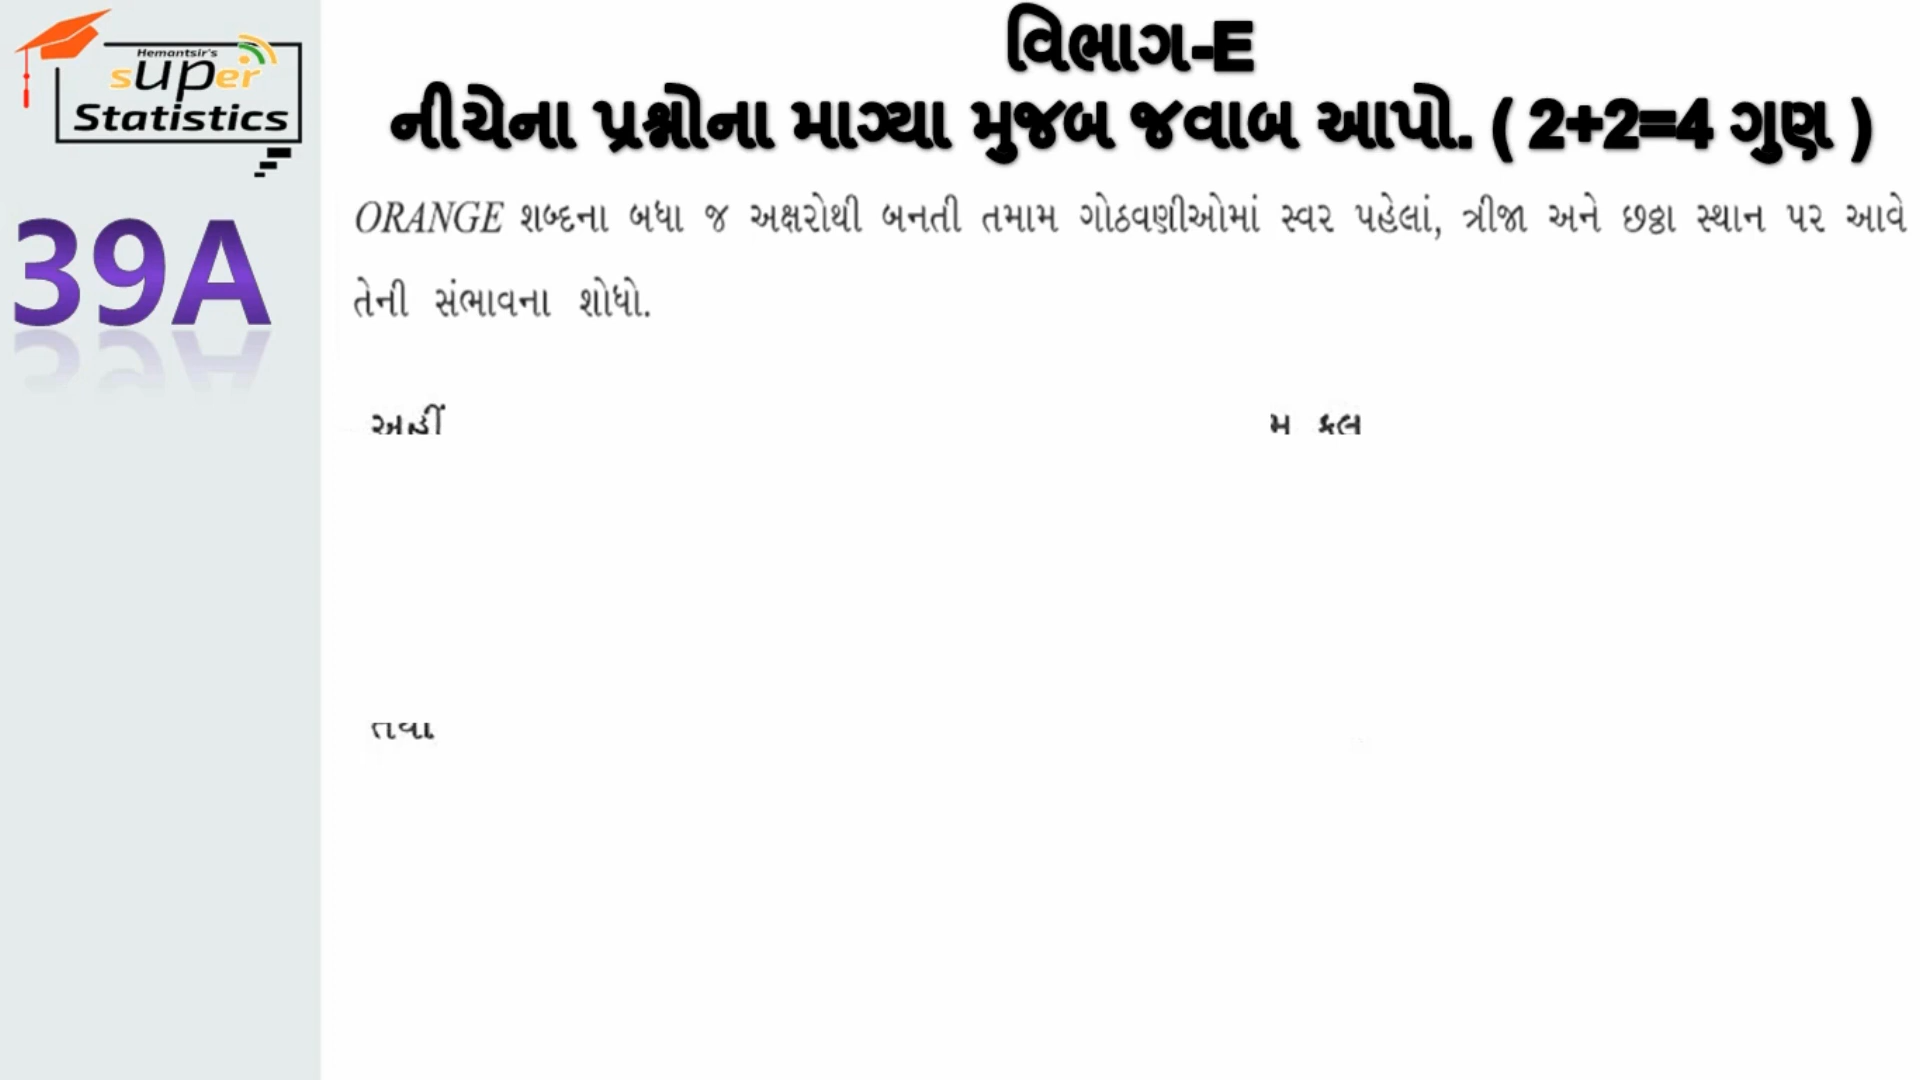 Hemantsir's
super
Statistics
39A
વિભાગ-E
નીચેના પ્રશ્નોના માગ્યા મુજબ જવાબ આપો. ( 2+2=4 ગુણ )
ORANGE શબ્દના બધા જ અક્ષરોથી બનતી તમામ ગોઠવણીઓમાં સ્વર પહેલાં, ત્રીજા અને છઠ્ઠા સ્થાન પર આવે
તેની સંભાવના શોધો.
અહીં